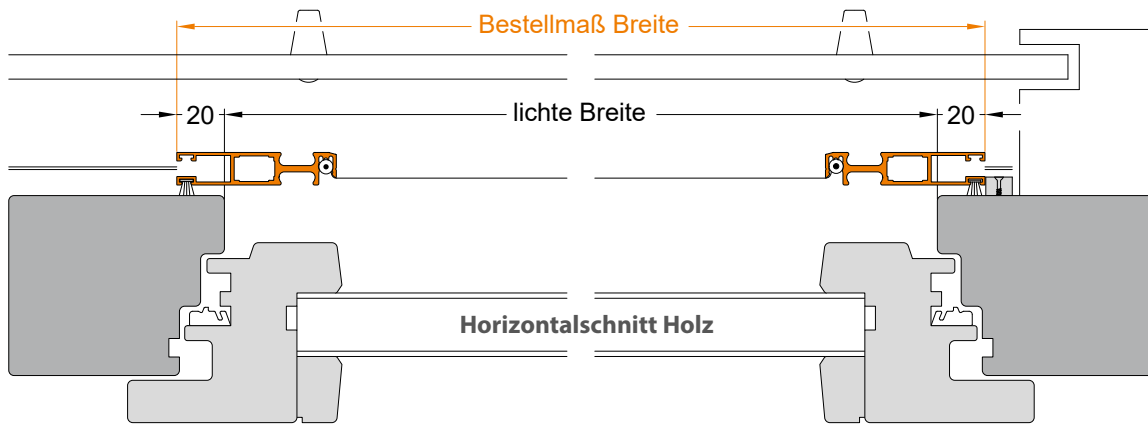 Bestellmaß Breite
20 lichte Breite 20
Horizontalschnitt Holz